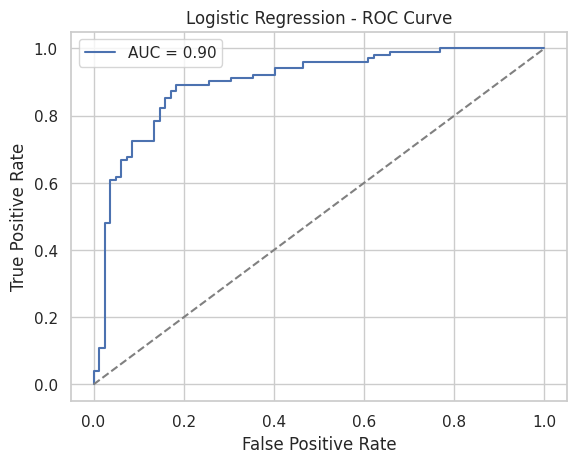 Logistic Regression - ROC Curve
AUC = 0.90
1.0
0.8
0.6
0.4
0.2
0.0
True Positive Rate
0.0 0.2 0.4 0.6 0.8 1.0
False Positive Rate